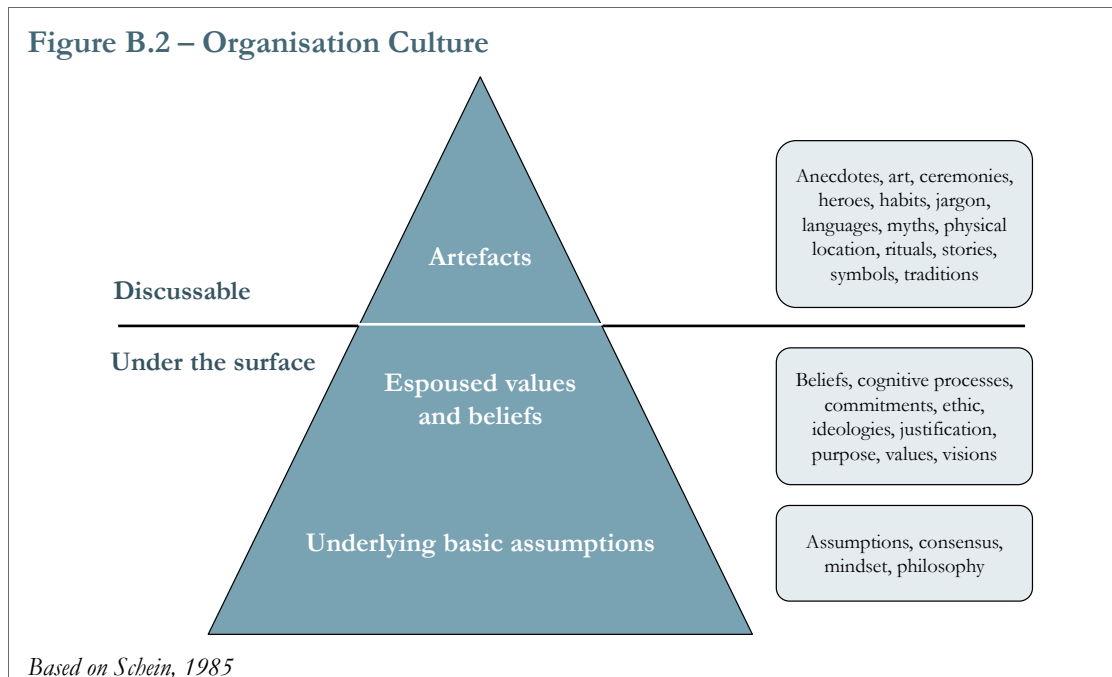 Figure B.2 – Organisation Culture
Artefacts
Anecdotes, art, ceremonies,
heroes, habits, jargon,
languages, myths, physical
location, rituals, stories,
symbols, traditions
Discussable
Under the surface
Espoused values
and beliefs
Beliefs, cognitive processes,
commitments, ethic,
ideologies, justification,
purpose, values, visions
Underlying basic assumptions
Assumptions, consensus,
mindset, philosophy
Based on Schein, 1985